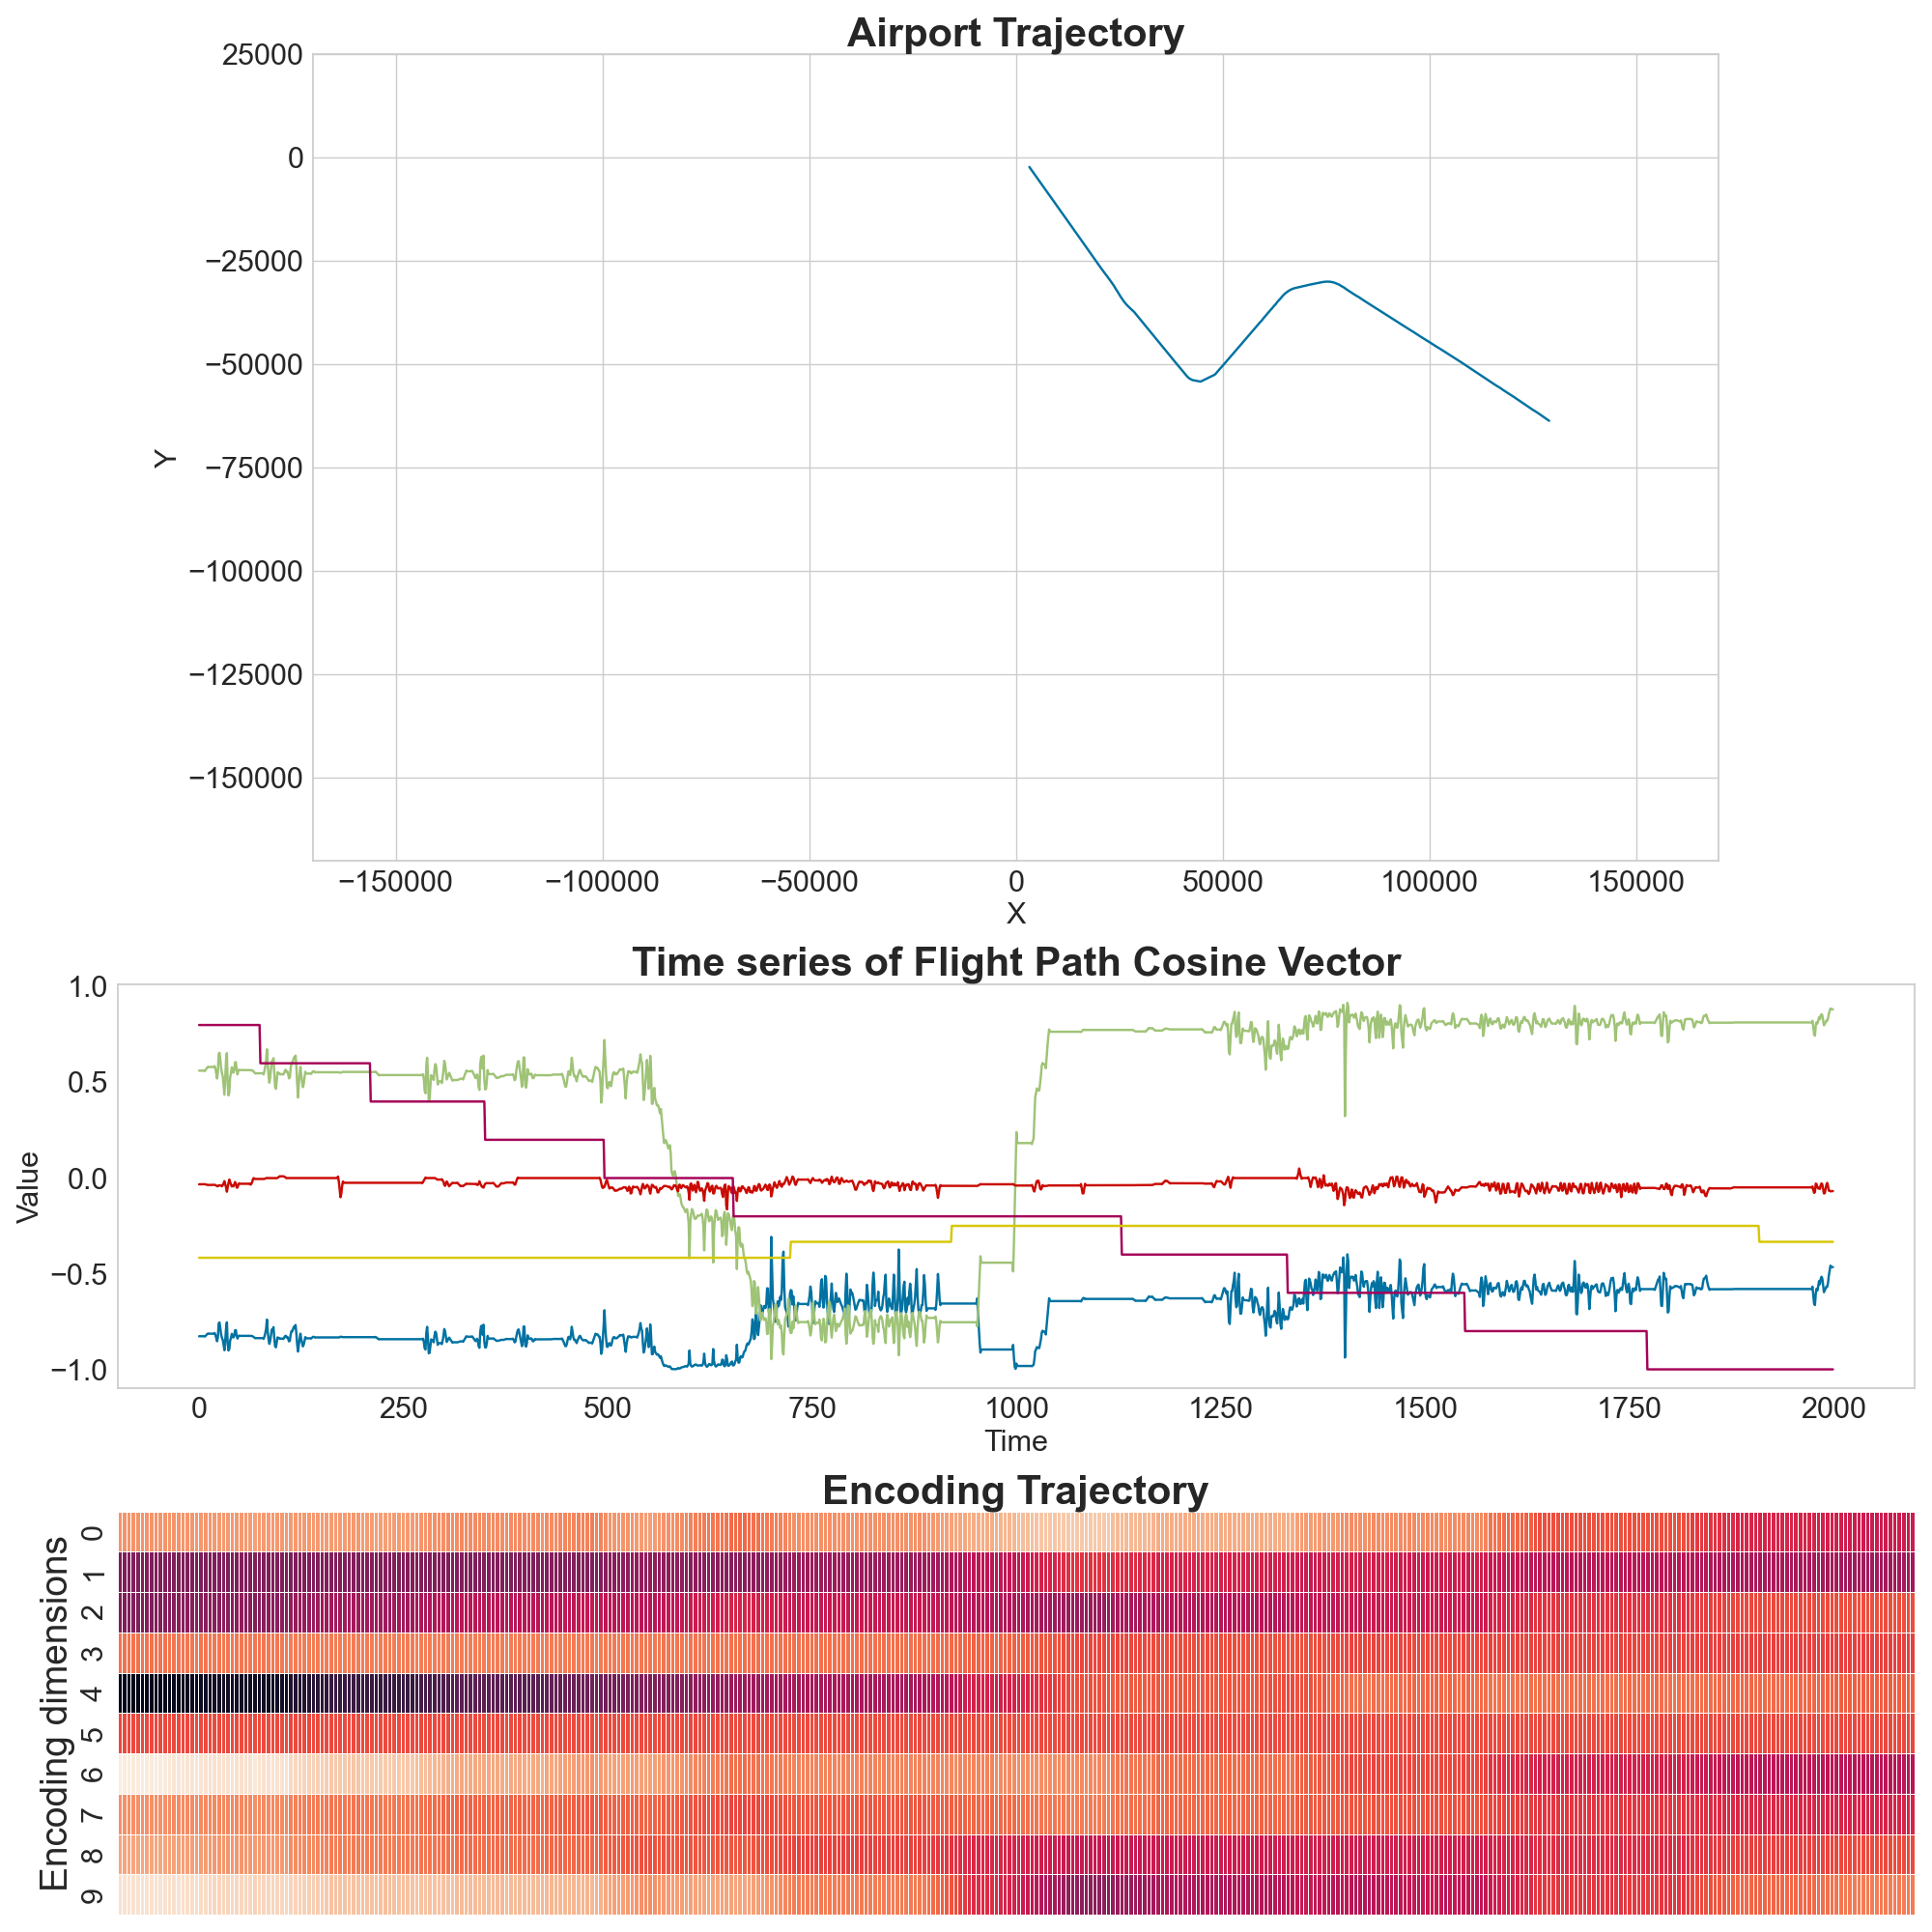 Airport Trajectory
25000
0
−25000
−50000
−75000
−100000
−125000
−150000
Y
−150000 −100000 −50000 0 50000 100000 150000
X
Time series of Flight Path Cosine Vector
1.0
0.5
0.0
−0.5
−1.0
Value
0 250 500 750 1000 1250 1500 1750 2000
Time
Encoding Trajectory
0
1
2
3
4
5
6
7
8
9
Encoding dimensions